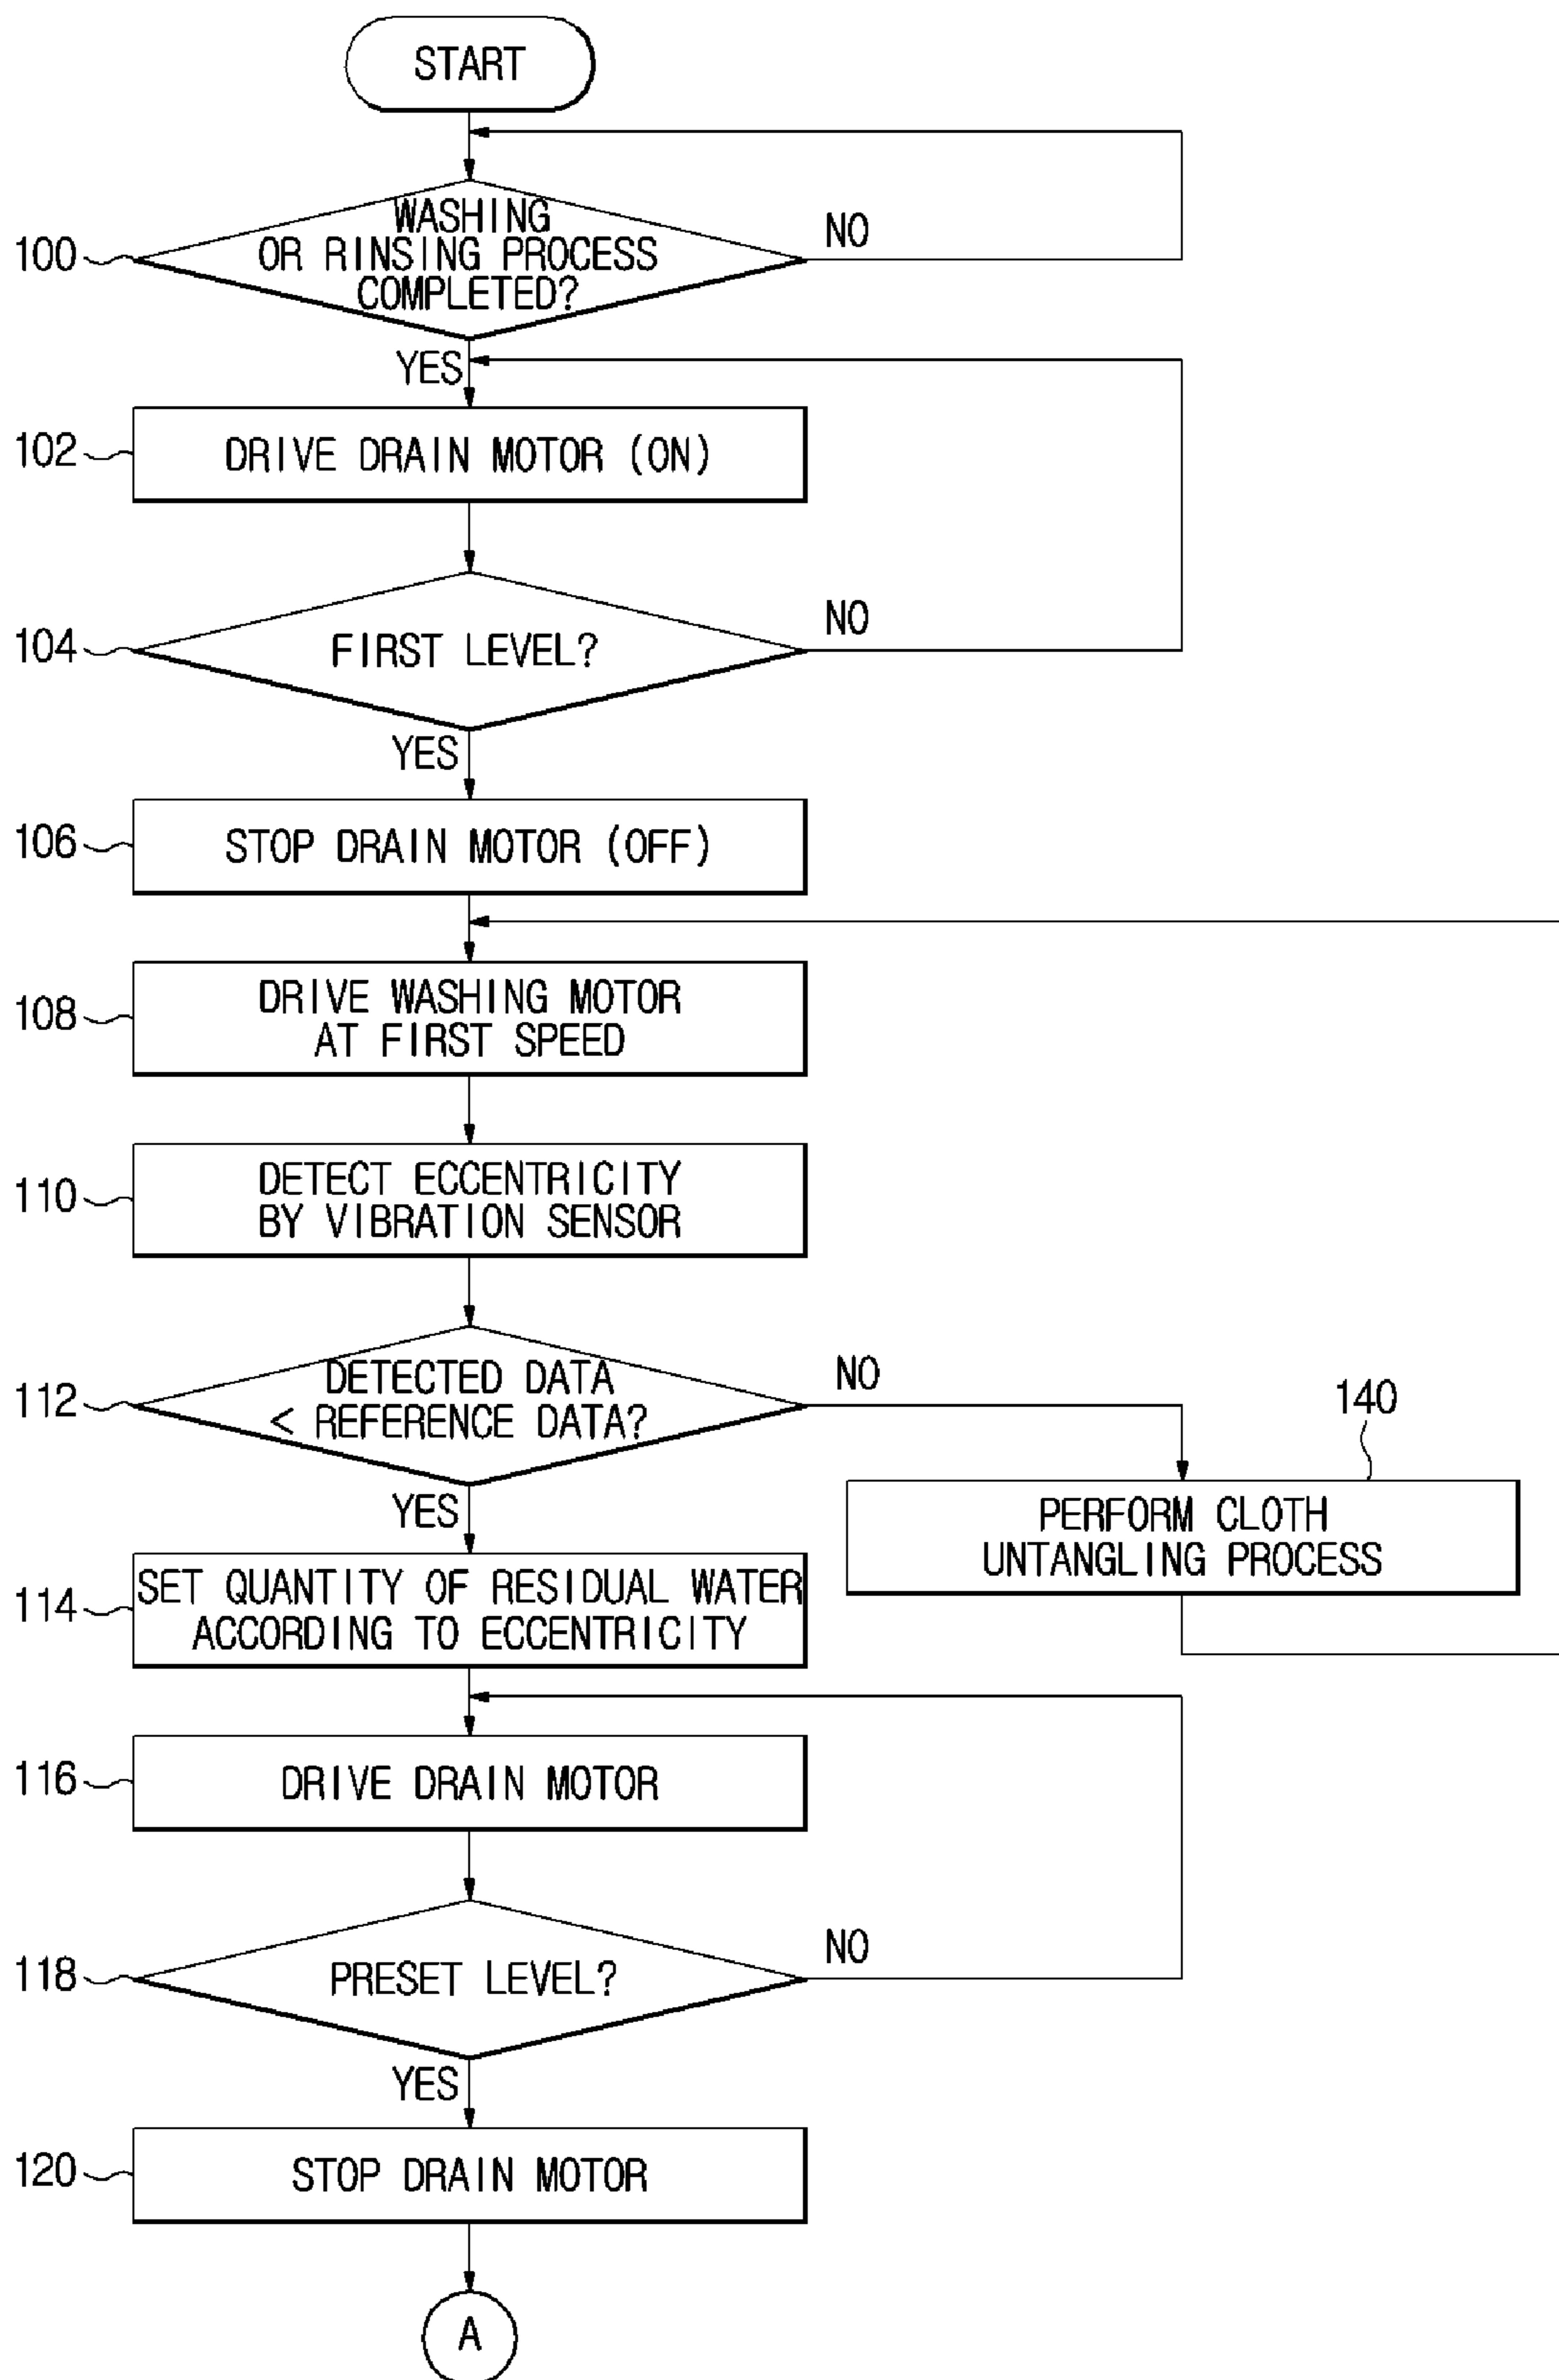 START
WASHING
OR RINSING PROCESS
COMPLETED?
NO
100
YES
102
DRIVE DRAIN MOTOR (ON)
104
FIRST LEVEL?
NO
YES
106
STOP DRAIN MOTOR (OFF)
108
DRIVE WASHING MOTOR
AT FIRST SPEED
110
DETECT ECCENTRICITY
BY VIBRATION SENSOR
112
DETECTED DATA
< REFERENCE DATA?
NO
140
PERFORM CLOTH
UNTANGLING PROCESS
YES
114
SET QUANTITY OF RESIDUAL WATER
ACCORDING TO ECCENTRICITY
116
DRIVE DRAIN MOTOR
118
PRESET LEVEL?
NO
YES
120
STOP DRAIN MOTOR
A